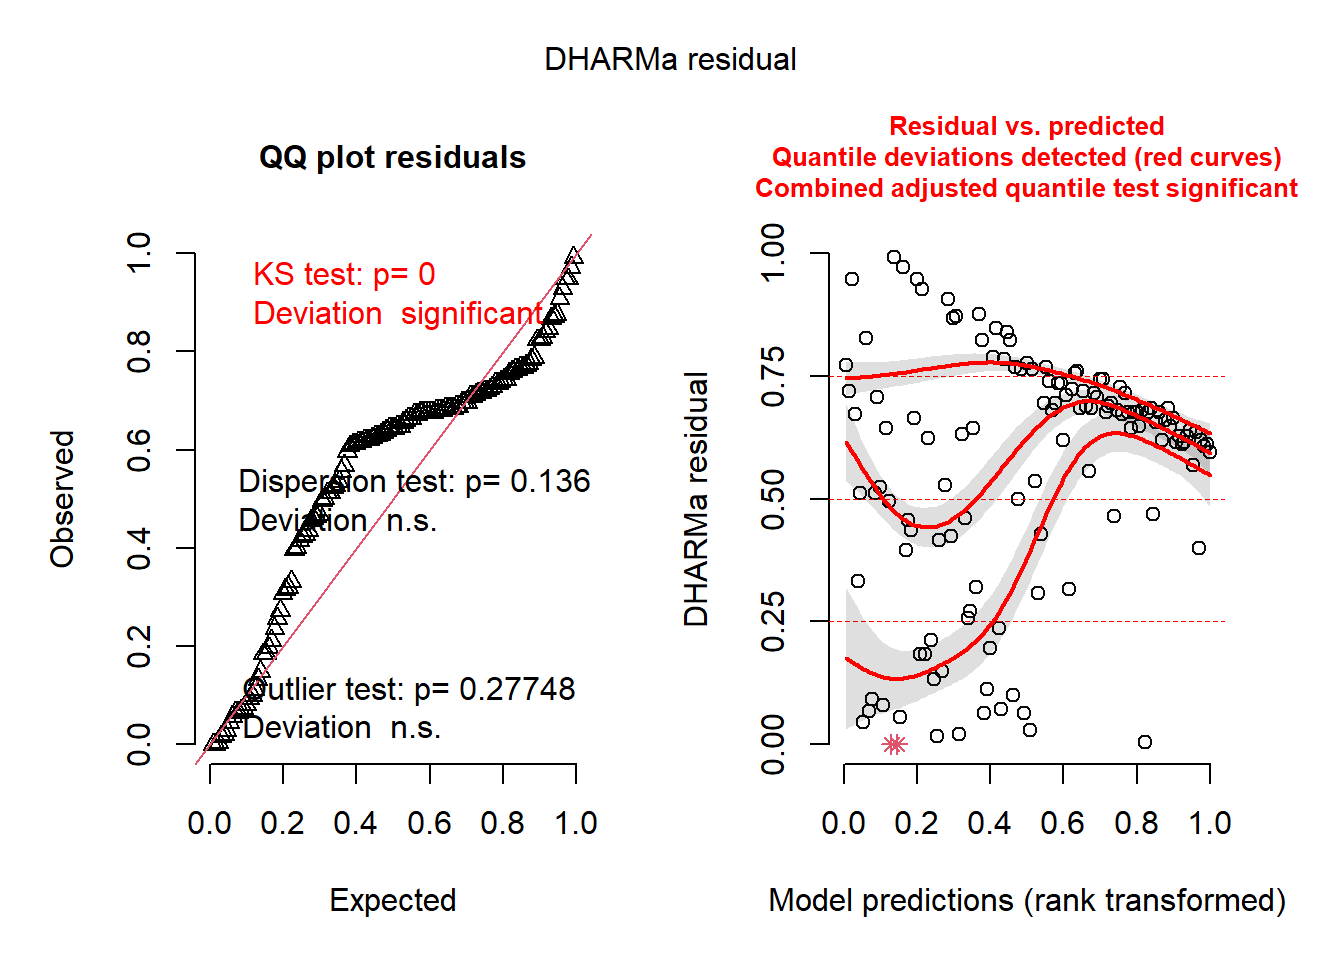 DHARMa residual
QQ plot residuals
KS test: p= 0
Deviation  significant
Dispersion test: p= 0.136
Deviation  n.s.
Outlier test: p= 0.27748
Deviation  n.s.
Observed
0.0 0.2 0.4 0.6 0.8 1.0
0.0 0.2 0.4 0.6 0.8 1.0
Expected
Residual vs. predicted
Quantile deviations detected (red curves)
Combined adjusted quantile test significant
DHARMa residual
0.00 0.25 0.50 0.75 1.00
0.0 0.2 0.4 0.6 0.8 1.0
Model predictions (rank transformed)